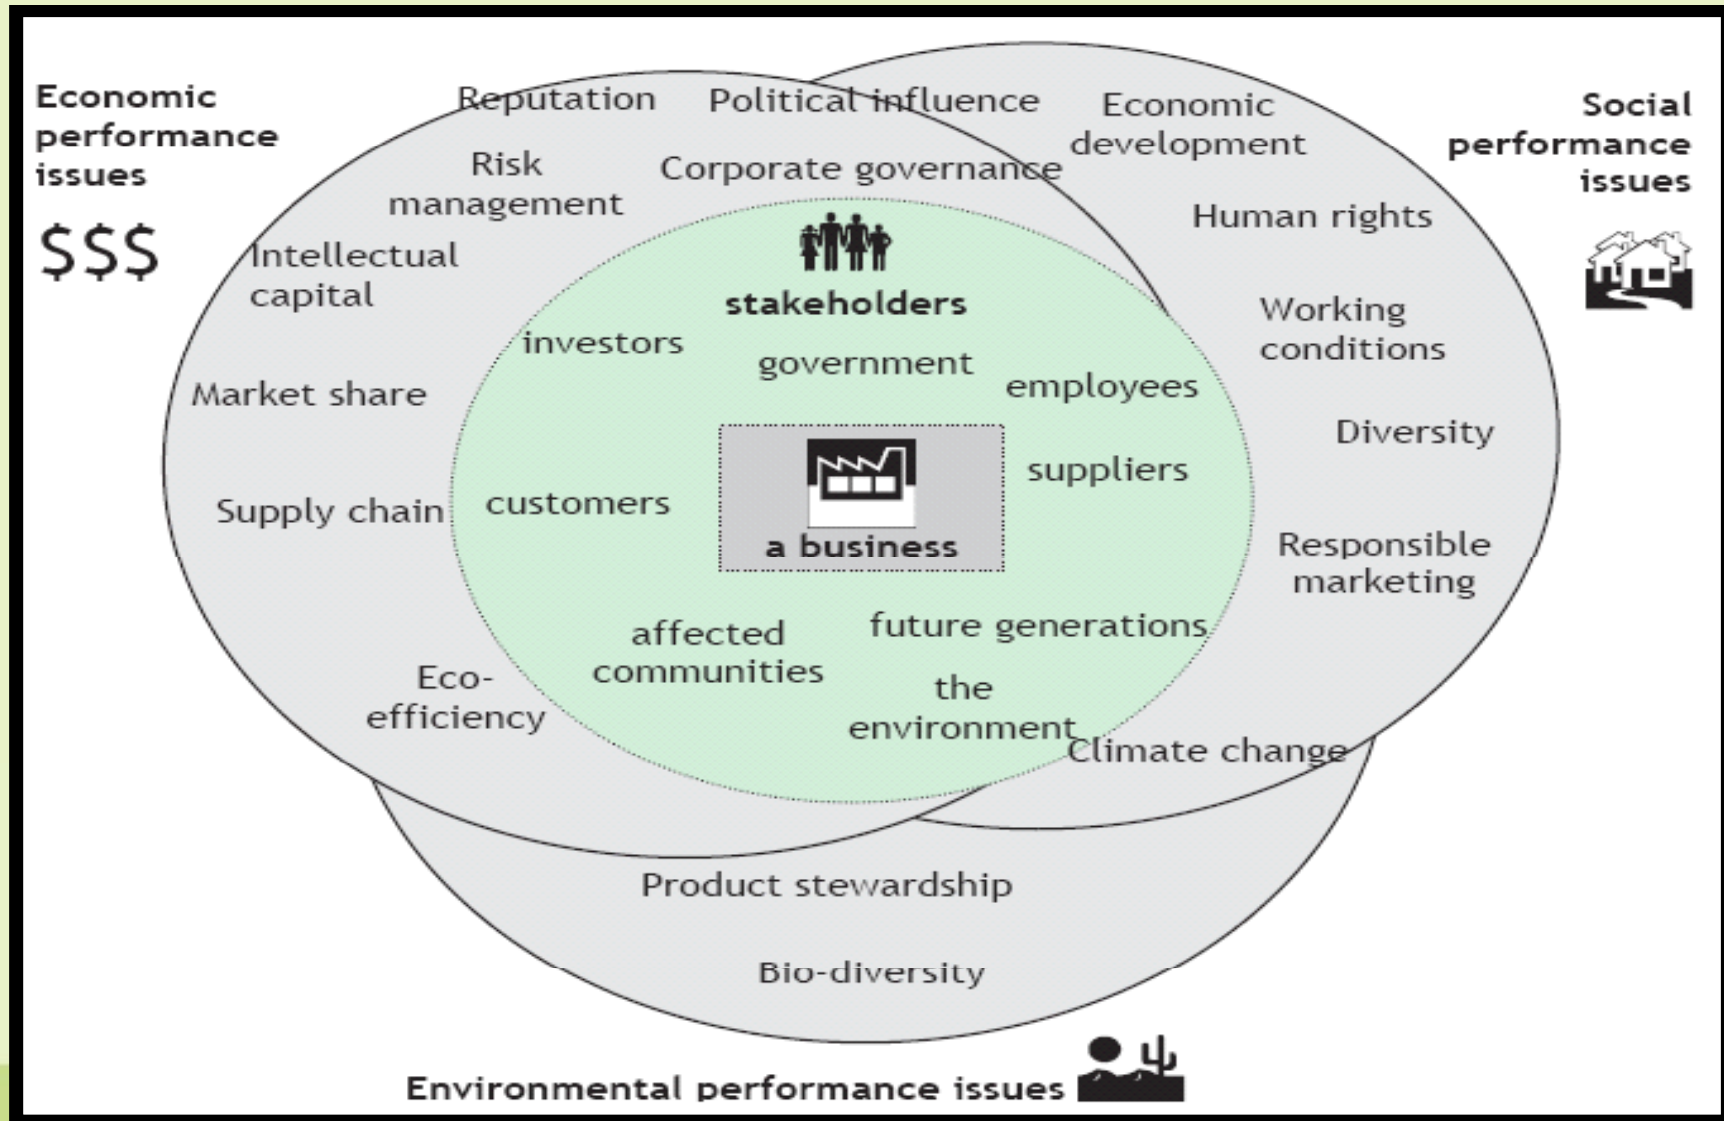 Economic
performance
issues
$$$
Social
performance
issues
Reputation
Political influence
Economic
development
Risk
management
Corporate governance
Human rights
Intellectual
capital
stakeholders
Working
conditions
investors
government
employees
Market share
Diversity
suppliers
Supply chain
customers
a business
Responsible
marketing
affected
communities
future generations
Eco-
efficiency
the
environment
Climate change
Product stewardship
Bio-diversity
Environmental performance issues